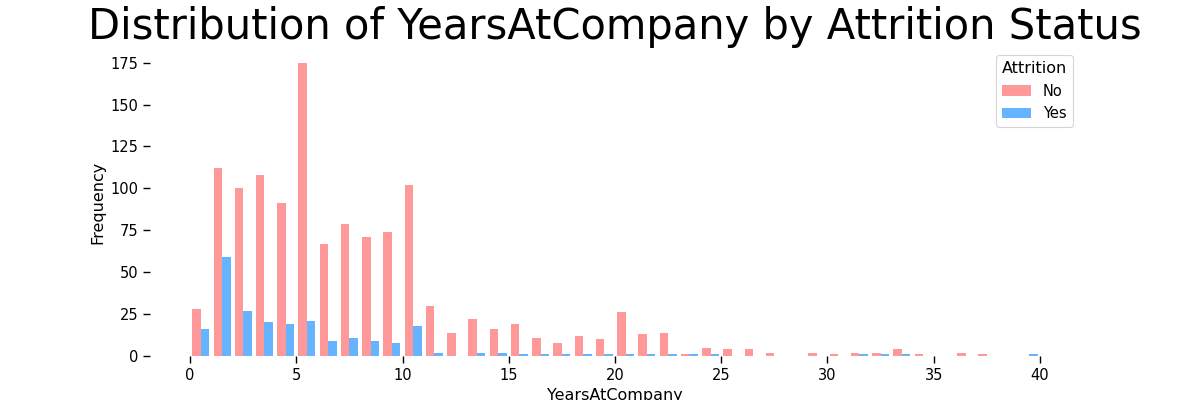 Distribution of YearsAtCompany by Attrition Status
Attrition
No
Yes
Frequency
175
150
125
100
75
50
25
0
0 5 10 15 20 25 30 35 40
YearsAtCompany